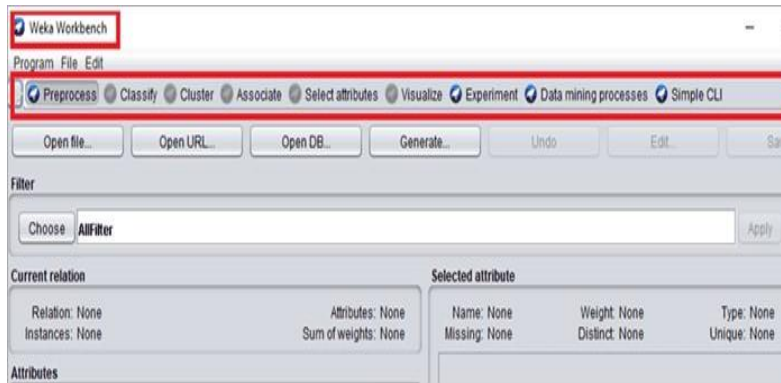 Weka Workbench
Program File Edit
Preprocess Classify Cluster Associate Select attributes Visualize Experiment Data mining processes Simple CLI
Open file... Open URL... Open DB... Generate... Undo Edit... Sa
Filter
Choose AllFilter Apply
Current relation Selected attribute
Relation: None Attributes: None Name: None Weight: None Type: None
Instances: None Sum of weights: None Missing: None Distinct: None Unique: None
Attributes